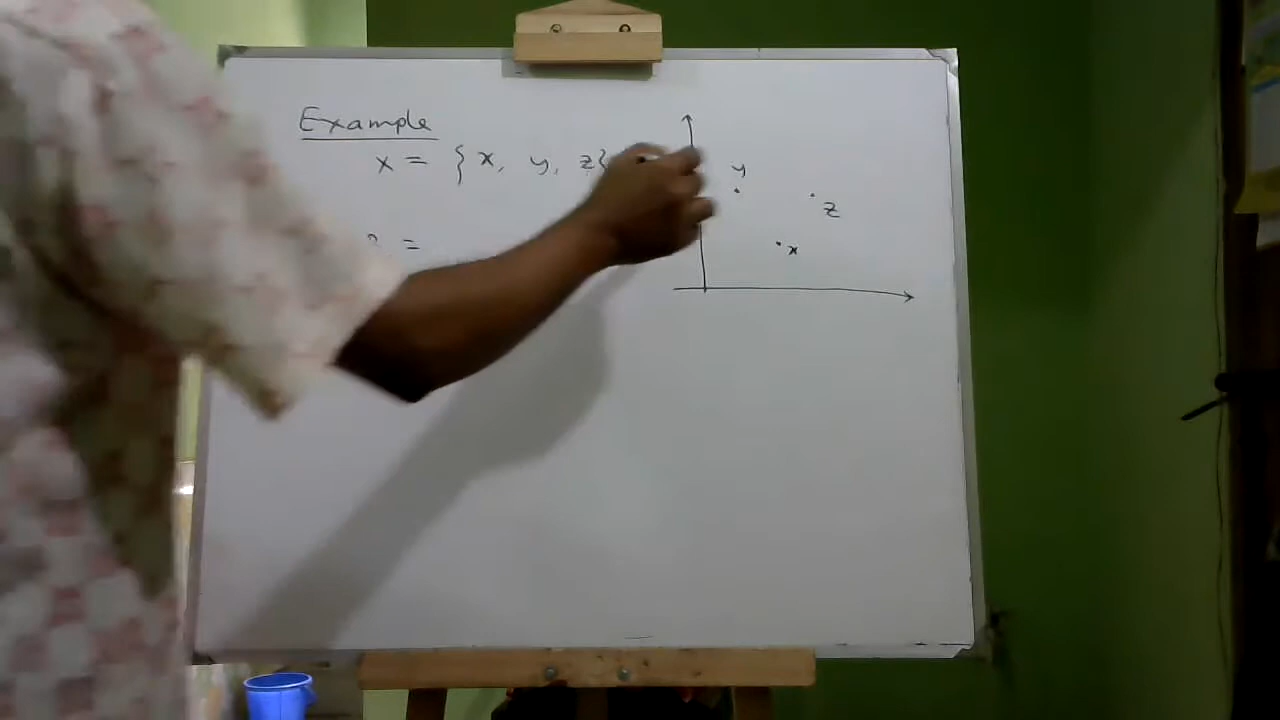 Example
x = {x, y, z}
=
y
z
x